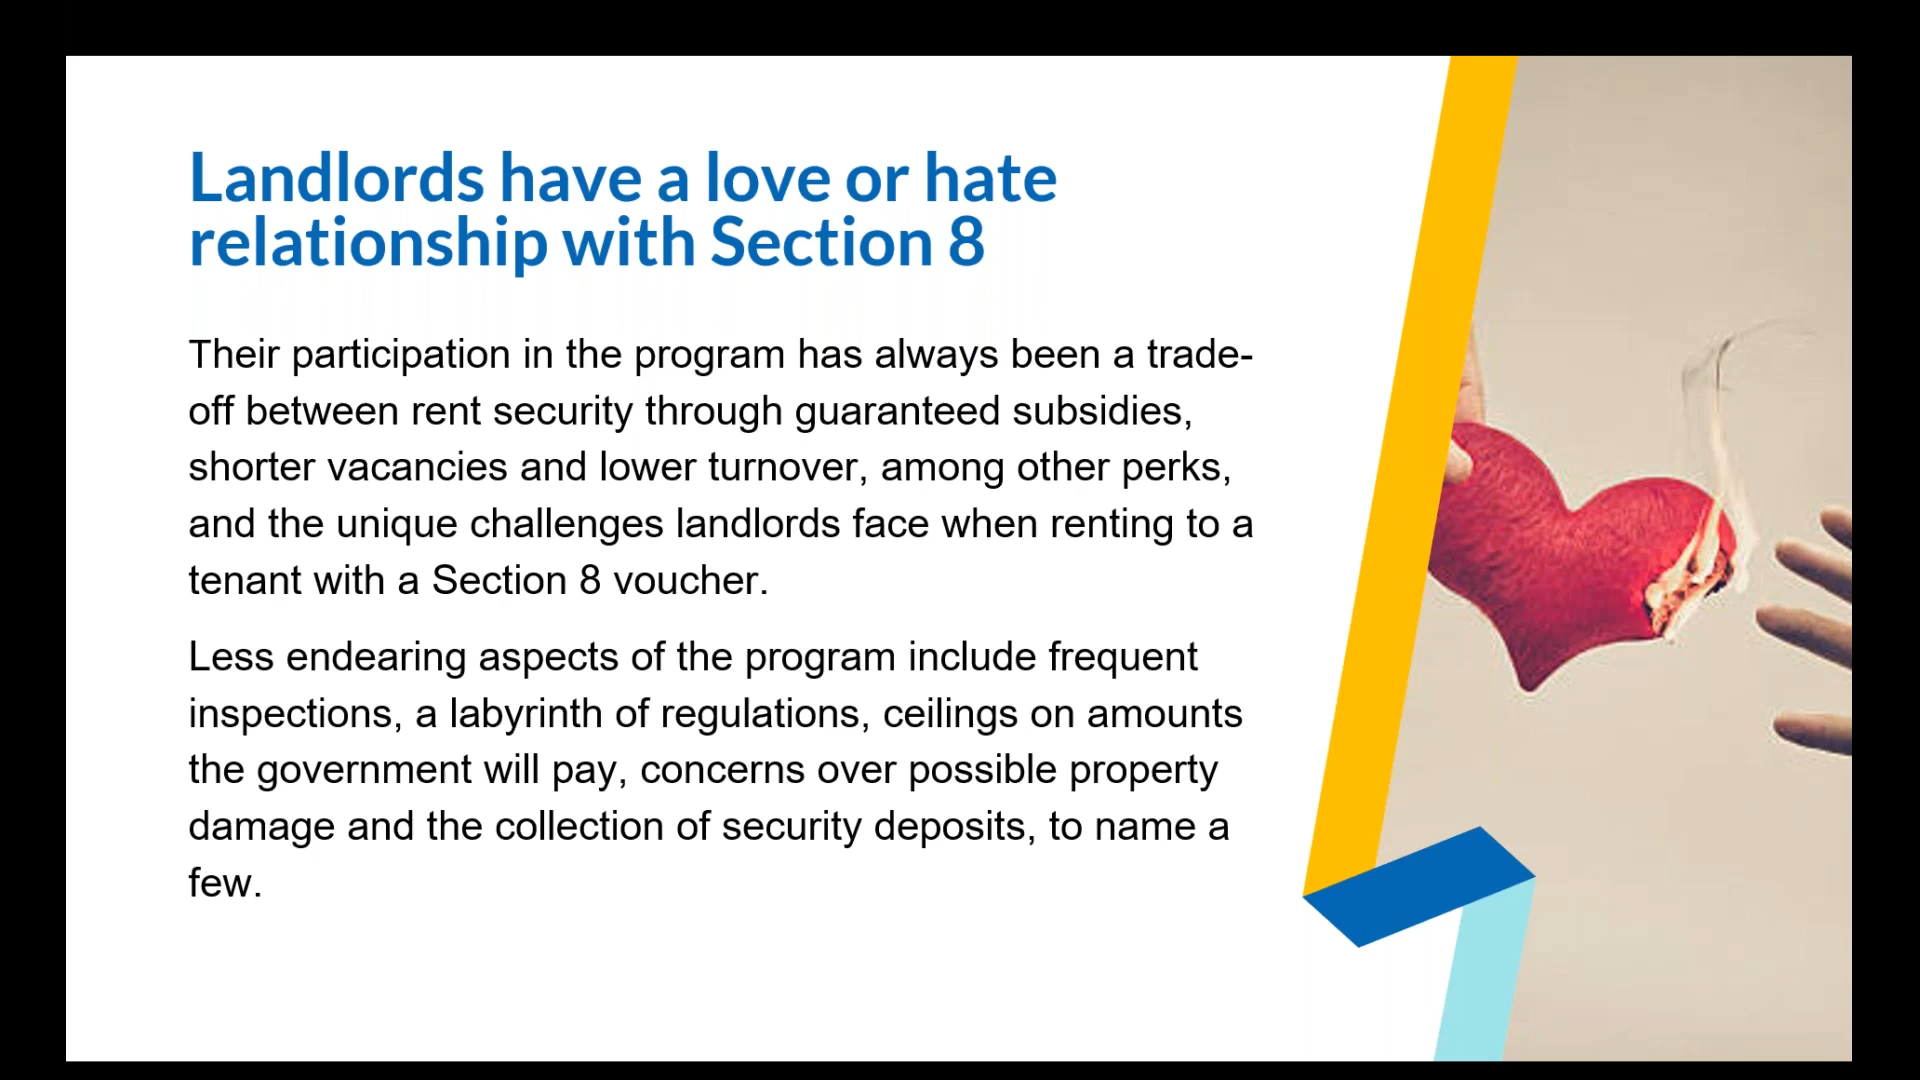 Landlords have a love or hate
relationship with Section 8
Their participation in the program has always been a trade-
off between rent security through guaranteed subsidies,
shorter vacancies and lower turnover, among other perks,
and the unique challenges landlords face when renting to a
tenant with a Section 8 voucher.
Less endearing aspects of the program include frequent
inspections, a labyrinth of regulations, ceilings on amounts
the government will pay, concerns over possible property
damage and the collection of security deposits, to name a
few.